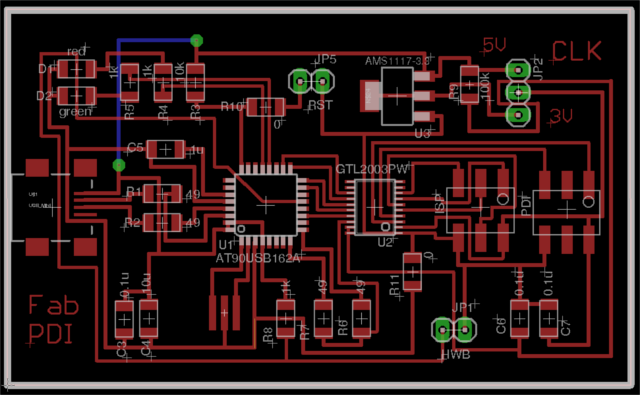 red
D1
D2
green
1k
R5
1k
R4
10k
R3
JP5
RST
R10
0
AMS1117-3.3
U3
5V
CLK
JP2
R9
100k
3V
C5
1u
GTL2003PW
U2
R1
49
R2
49
U1
AT90USB162A
ISP
PDI
0
R11
Fab
PDI
0.1u
10u
C3
C4
1k
R8
49
R7
49
R6
JP1
HWB
0.1u
0.1u
C6
C7